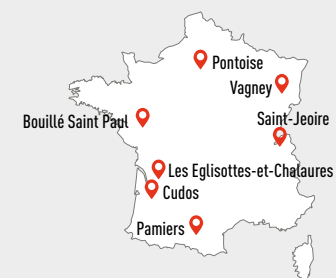 Pontoise
Vagney
Bouillé Saint Paul
Saint-Jeoire
Les Eglisottes-et-Chalaures
Cudos
Pamiers